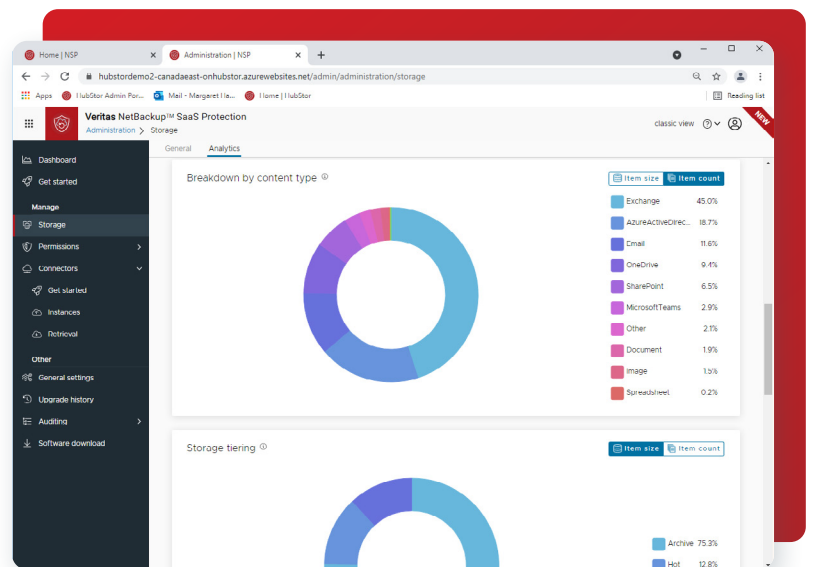 Home | NSP
Administration | NSP
hubstordemo2-canadaeast-onhubstor.azurewebsites.net/admin/administration/storage
Apps HubStor Admin Por... Mail - Margaret Ha... Home | HubStor Reading list
Veritas NetBackup™ SaaS Protection
Administration > Storage
classic view
NEW
General Analytics
Dashboard
Get started
Manage
Storage
Permissions
Connectors
Get started
Instances
Retrieval
Other
General settings
Upgrade history
Auditing
Software download
Breakdown by content type
Item size Item count
Exchange 45.0%
AzureActiveDirec... 18.7%
Email 11.6%
OneDrive 9.4%
SharePoint 6.5%
MicrosoftTeams 2.9%
Other 2.1%
Document 1.9%
Image 1.5%
Spreadsheet 0.2%
Storage tiering
Item size Item count
Archive 75.3%
Hot 12.8%